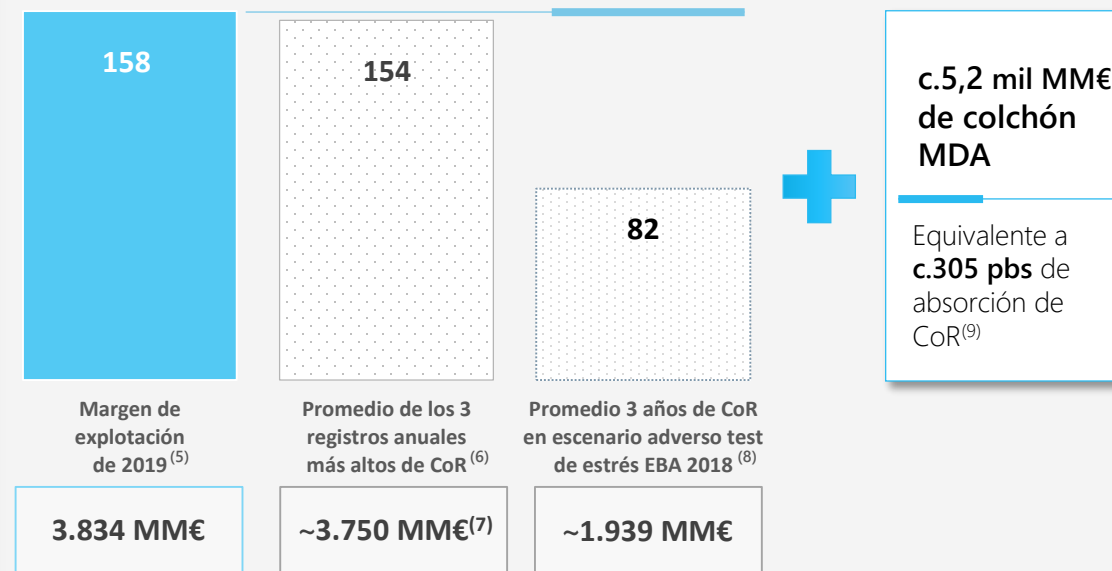 158
154
82
Margen de
explotación
de 2019 (5)
Promedio de los 3
registros anuales
más altos de CoR (6)
Promedio 3 años de CoR
en escenario adverso test
de estrés EBA 2018 (8)
3.834 MM€
~3.750 MM€(7)
~1.939 MM€
c.5,2 mil MM€
de colchón
MDA
Equivalente a
c.305 pbs de
absorción de
CoR(9)